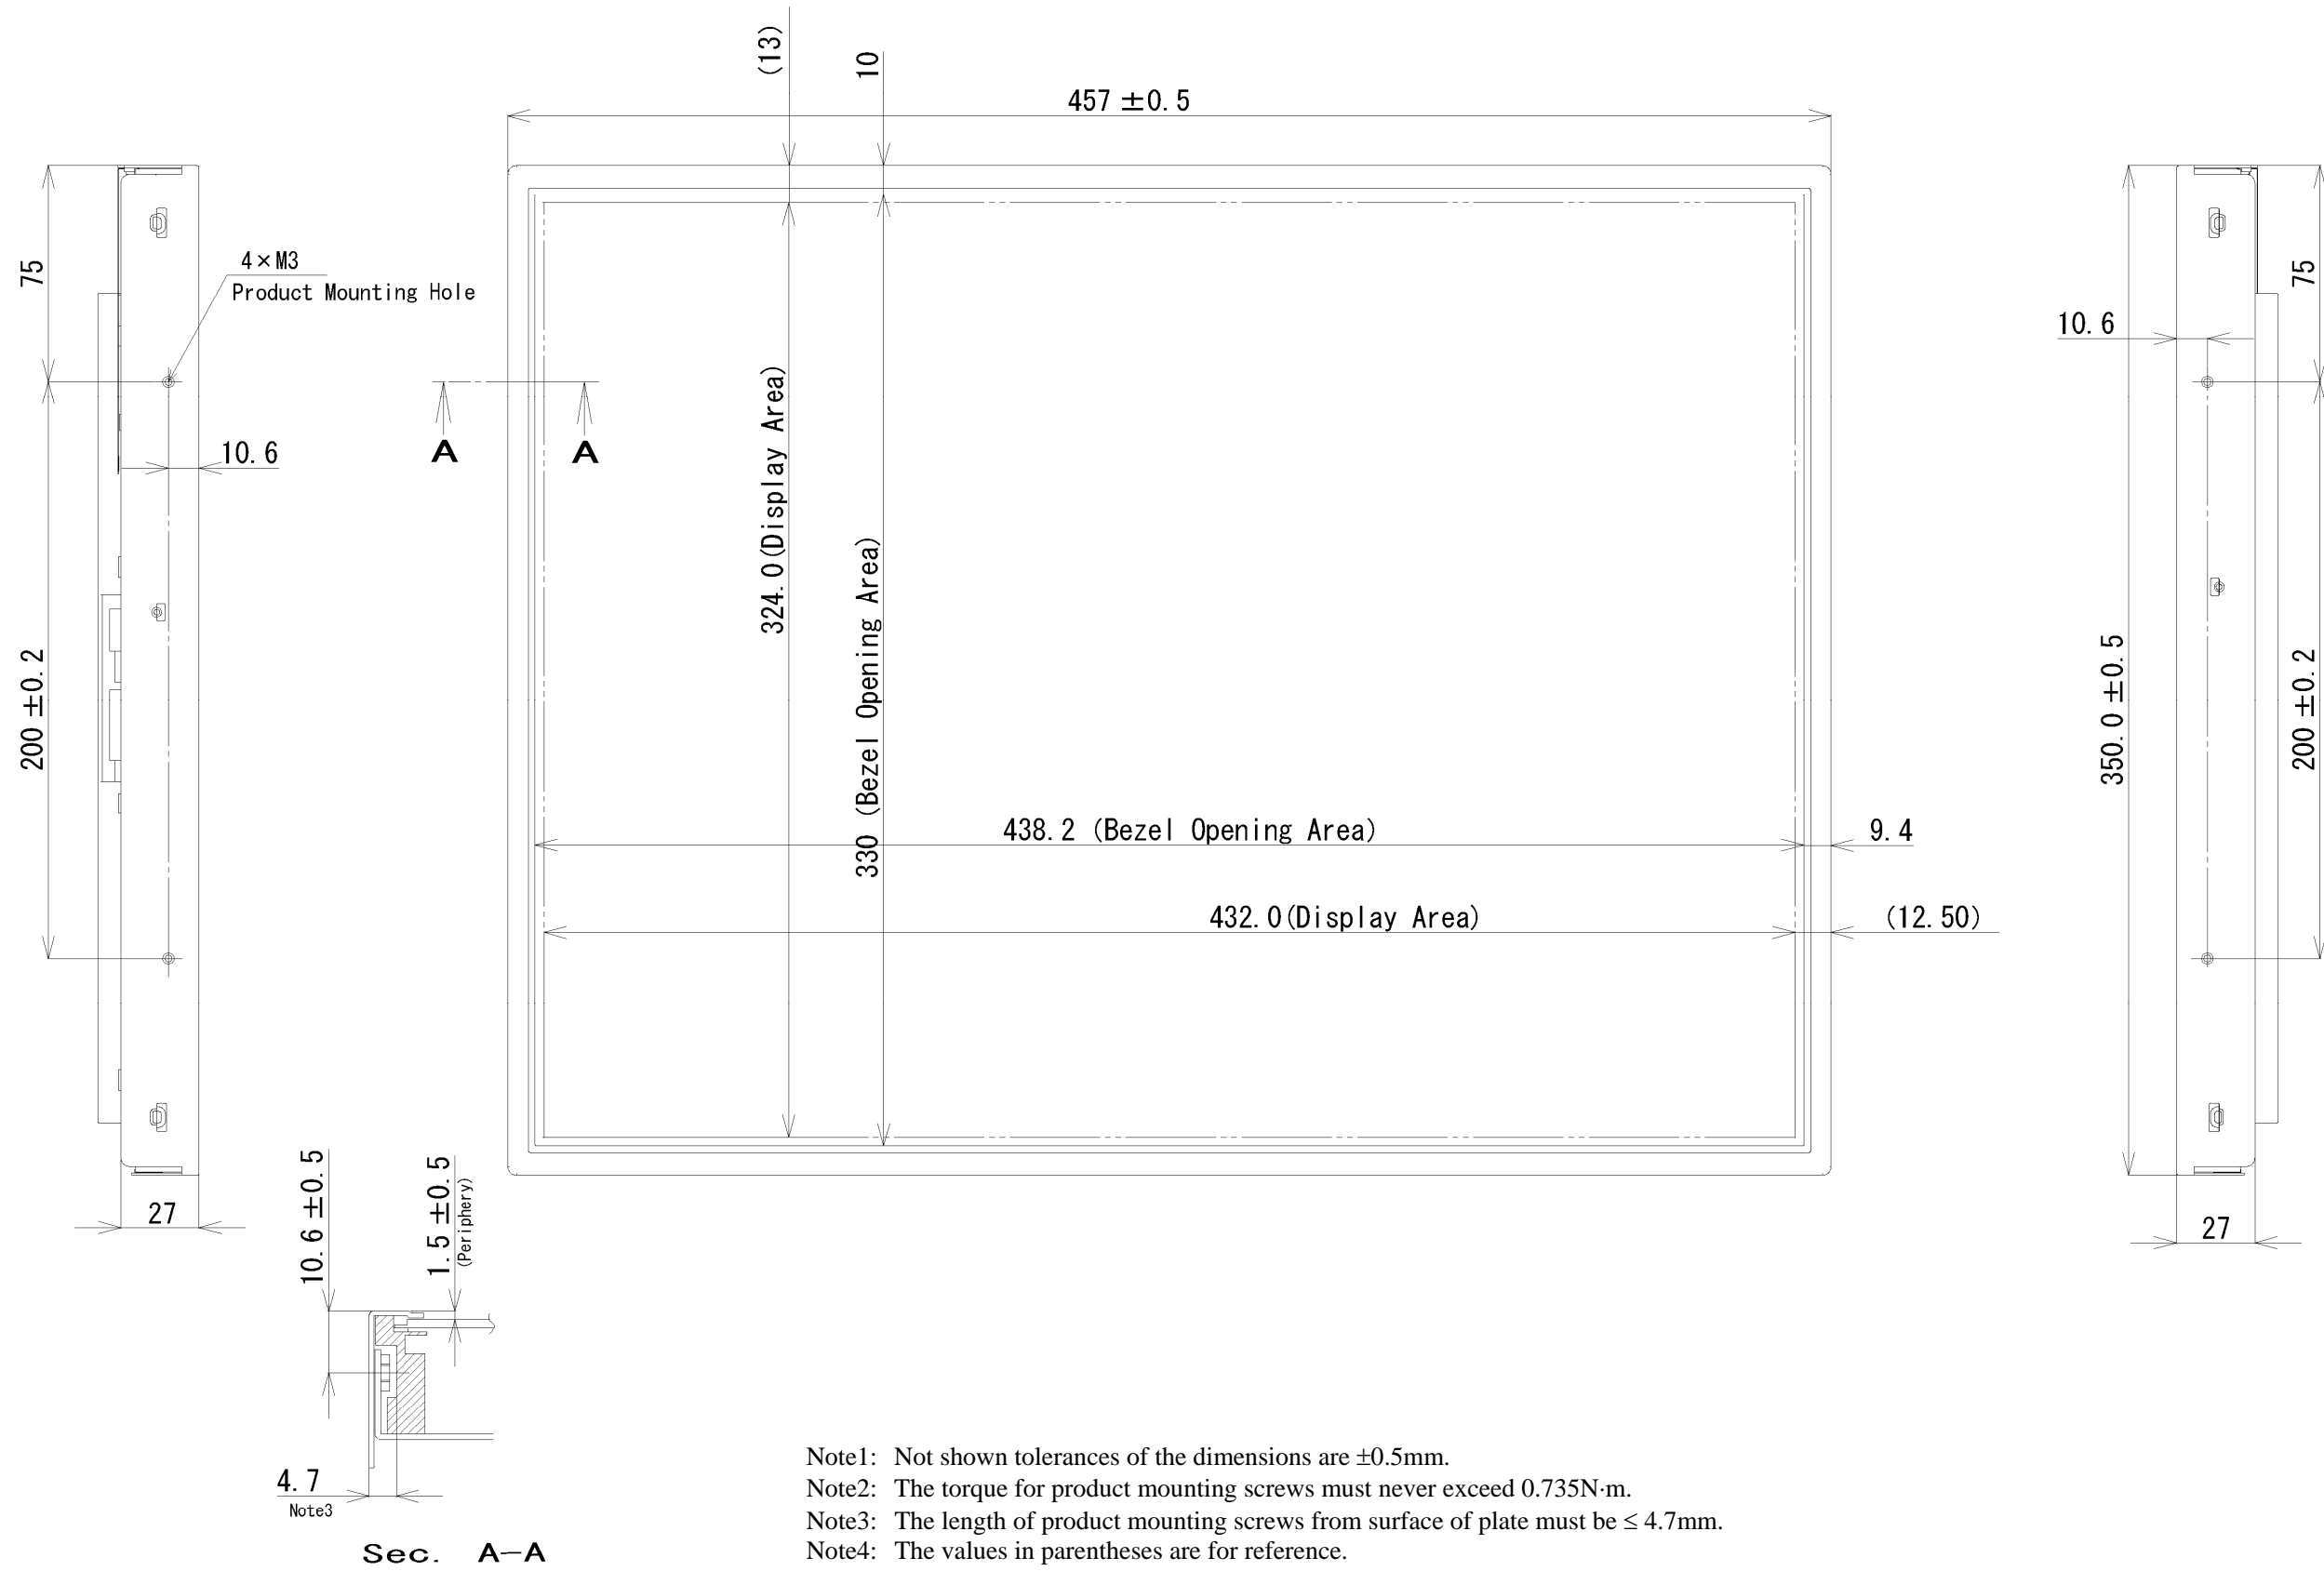 (13)
10
457 ±0. 5
75
4×M3
Product Mounting Hole
10. 6
200 ±0. 2
A
A
324. 0(Display Area)
330 (Bezel Opening Area)
438. 2 (Bezel Opening Area)
9. 4
432. 0(Display Area)
(12. 50)
75
10. 6
350. 0 ±0. 5
200 ±0. 2
27
27
10. 6 ±0. 5
1. 5 ±0. 5
(Periphery)
4. 7
Note3
Sec. A-A
Note1: Not shown tolerances of the dimensions are ±0.5mm.
Note2: The torque for product mounting screws must never exceed 0.735N·m.
Note3: The length of product mounting screws from surface of plate must be ≤ 4.7mm.
Note4: The values in parentheses are for reference.